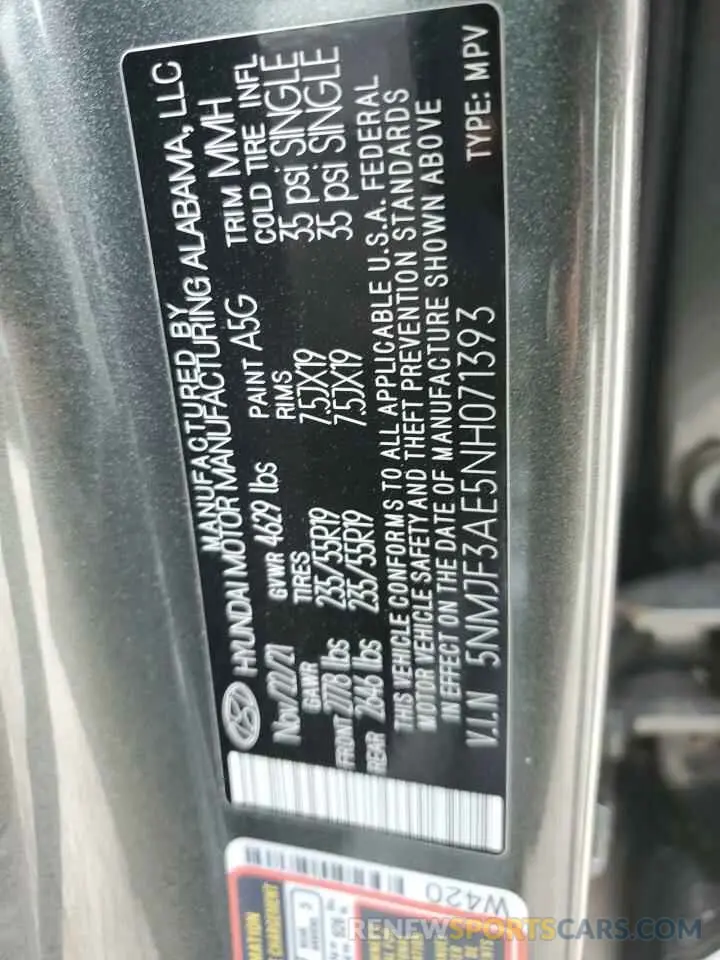 MANUFACTURED BY
HYUNDAI MOTOR MANUFACTURING ALABAMA, LLC
Nov/22/21 GVWR 4629 lbs PAINT A5G TRIM MMH
GAWR TIRES RIMS COLD TIRE INFL
FRONT 2778 lbs 235/55R19 7.5JX19 35 psi SINGLE
REAR 2646 lbs 235/55R19 7.5JX19 35 psi SINGLE
THIS VEHICLE CONFORMS TO ALL APPLICABLE U.S.A. FEDERAL
MOTOR VEHICLE SAFETY AND THEFT PREVENTION STANDARDS
IN EFFECT ON THE DATE OF MANUFACTURE SHOWN ABOVE
V.I.N 5NMJF3AE5NH071393 TYPE: MPV
W420
RENEWSPORTSCARS.COM